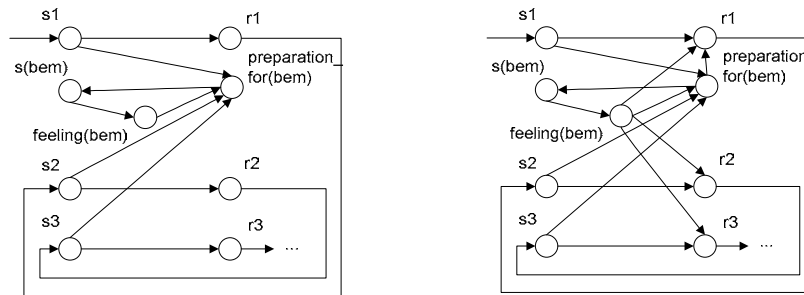 s1
r1
preparation
for(bem)
s(bem)
feeling(bem)
s2
r2
s3
r3
...
s1
r1
preparation
for(bem)
s(bem)
feeling(bem)
s2
r2
s3
r3
...